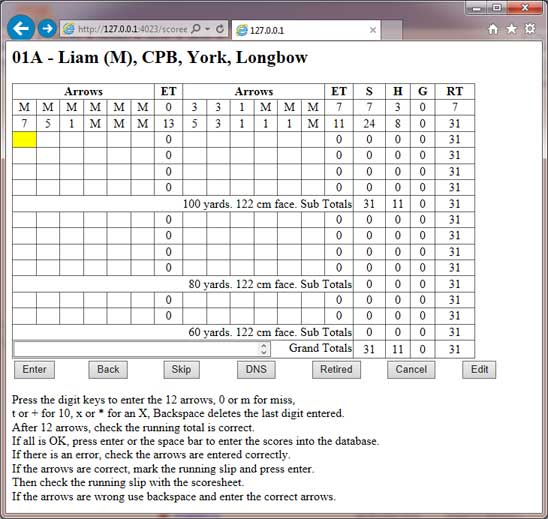 http://127.0.0.1:4023/scoree
127.0.0.1
01A - Liam (M), CPB, York, Longbow
Arrows ET Arrows ET S H G RT
M M M M M M 0 3 3 1 M M M 7 7 3 0 7
7 5 1 M M M 13 5 3 1 1 1 M 11 24 8 0 31
0 0 0 0 0 31
0 0 0 0 0 31
0 0 0 0 0 31
0 0 0 0 0 31
100 yards. 122 cm face. Sub Totals 31 11 0 31
0 0 0 0 0 31
0 0 0 0 0 31
0 0 0 0 0 31
0 0 0 0 0 31
80 yards. 122 cm face. Sub Totals 0 0 0 31
0 0 0 0 0 31
0 0 0 0 0 31
60 yards. 122 cm face. Sub Totals 0 0 0 31
Grand Totals 31 11 0 31
Enter Back Skip DNS Retired Cancel Edit
Press the digit keys to enter the 12 arrows, 0 or m for miss,
t or + for 10, x or * for an X, Backspace deletes the last digit entered.
After 12 arrows, check the running total is correct.
If all is OK, press enter or the space bar to enter the scores into the database.
If there is an error, check the arrows are entered correctly.
If the arrows are correct, mark the running slip and press enter.
Then check the running slip with the scoresheet.
If the arrows are wrong use backspace and enter the correct arrows.